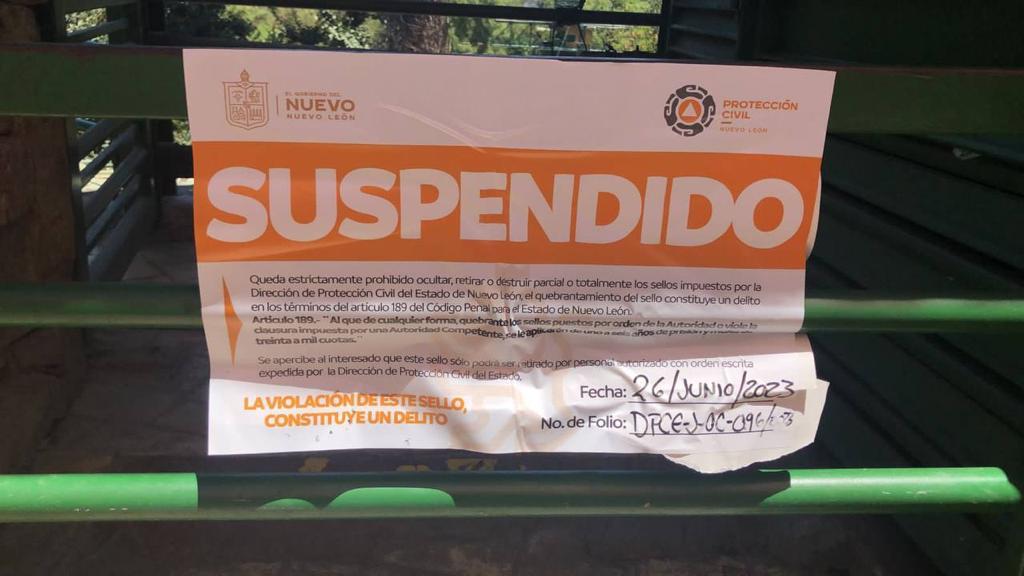 EL GOBIERNO DEL
NUEVO
NUEVO LEÓN
PROTECCIÓN
CIVIL
NUEVO LEÓN
SUSPENDIDO
Queda estrictamente prohibido ocultar, retirar o destruir parcial o totalmente los sellos impuestos por la
Dirección de Protección Civil del Estado de Nuevo León, el quebrantamiento del sello constituye un delito
en los términos del artículo 189 del Código Penal para el Estado de Nuevo León.
Artículo 189.- "Al que de cualquier forma, quebrante los sellos puestos por orden de la Autoridad o viole la
clausura impuesta por una Autoridad Competente, se le aplicarán de uno a seis años de prisión y multa de
treinta a mil cuotas."
Se apercibe al interesado que este sello sólo podrá ser retirado por personal autorizado con orden escrita
expedida por la Dirección de Protección Civil del Estado.
LA VIOLACIÓN DE ESTE SELLO,
CONSTITUYE UN DELITO
Fecha: 26/JUNIO/2023
No. de Folio: